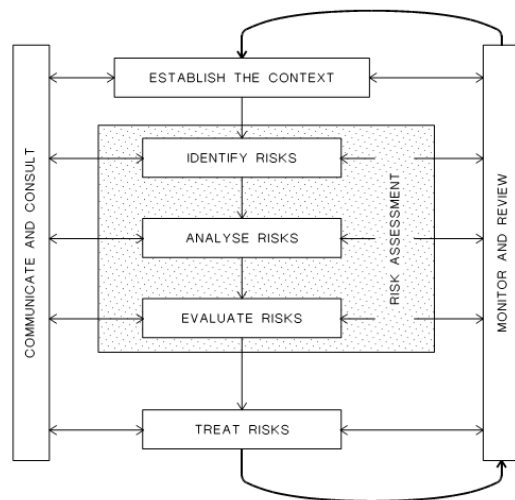 ESTABLISH THE CONTEXT
IDENTIFY RISKS
ANALYSE RISKS
EVALUATE RISKS
TREAT RISKS
COMMUNICATE AND CONSULT
RISK ASSESSMENT
MONITOR AND REVIEW